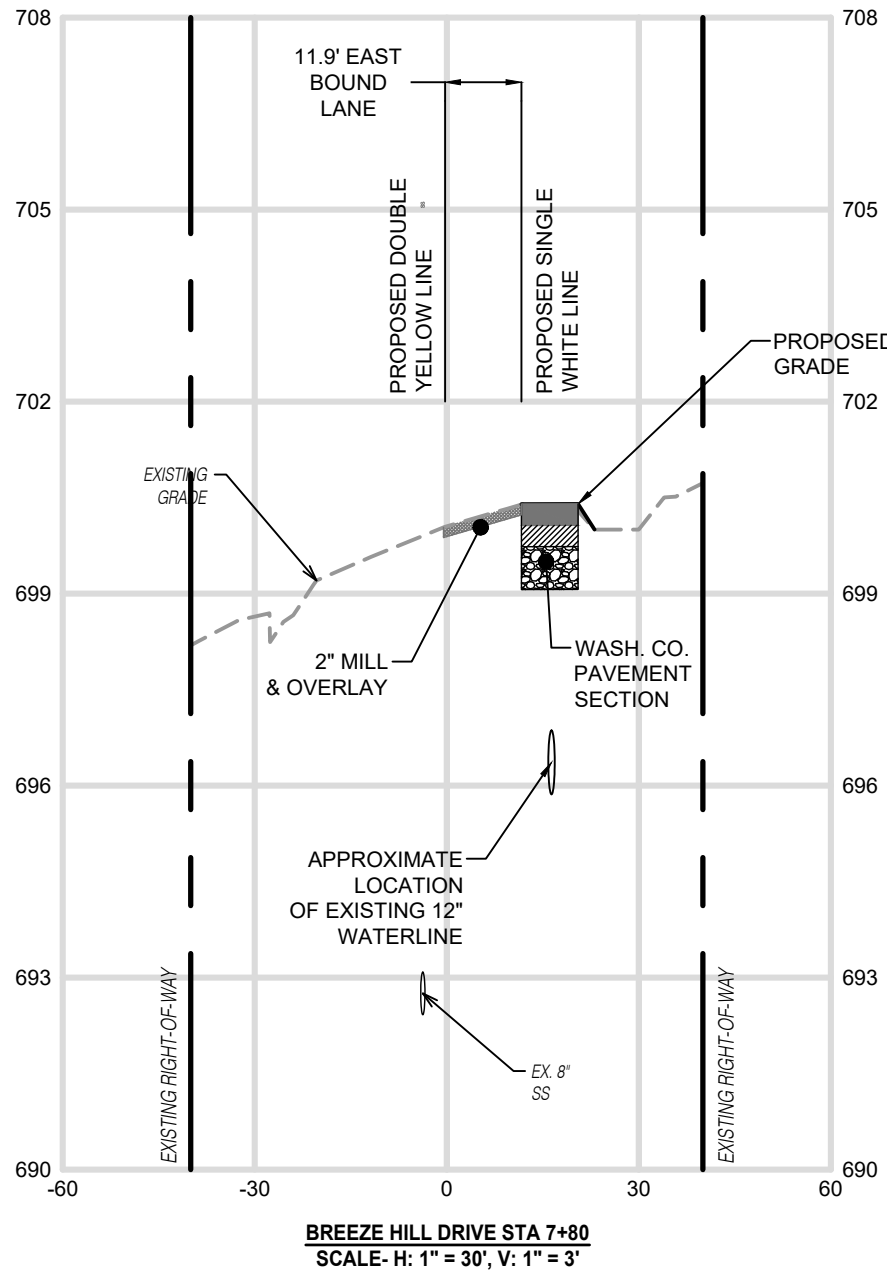 708
708
11.9' EAST
BOUND
LANE
705
705
PROPOSED DOUBLE
YELLOW LINE
PROPOSED SINGLE
WHITE LINE
PROPOSED
GRADE
702
702
EXISTING
GRADE
699
699
2" MILL
& OVERLAY
WASH. CO.
PAVEMENT
SECTION
696
696
APPROXIMATE
LOCATION
OF EXISTING 12"
WATERLINE
693
693
EXISTING RIGHT-OF-WAY
EXISTING RIGHT-OF-WAY
EX. 8"
SS
690
690
-60
-30
0
30
60
BREEZE HILL DRIVE STA 7+80
SCALE- H: 1" = 30', V: 1" = 3'